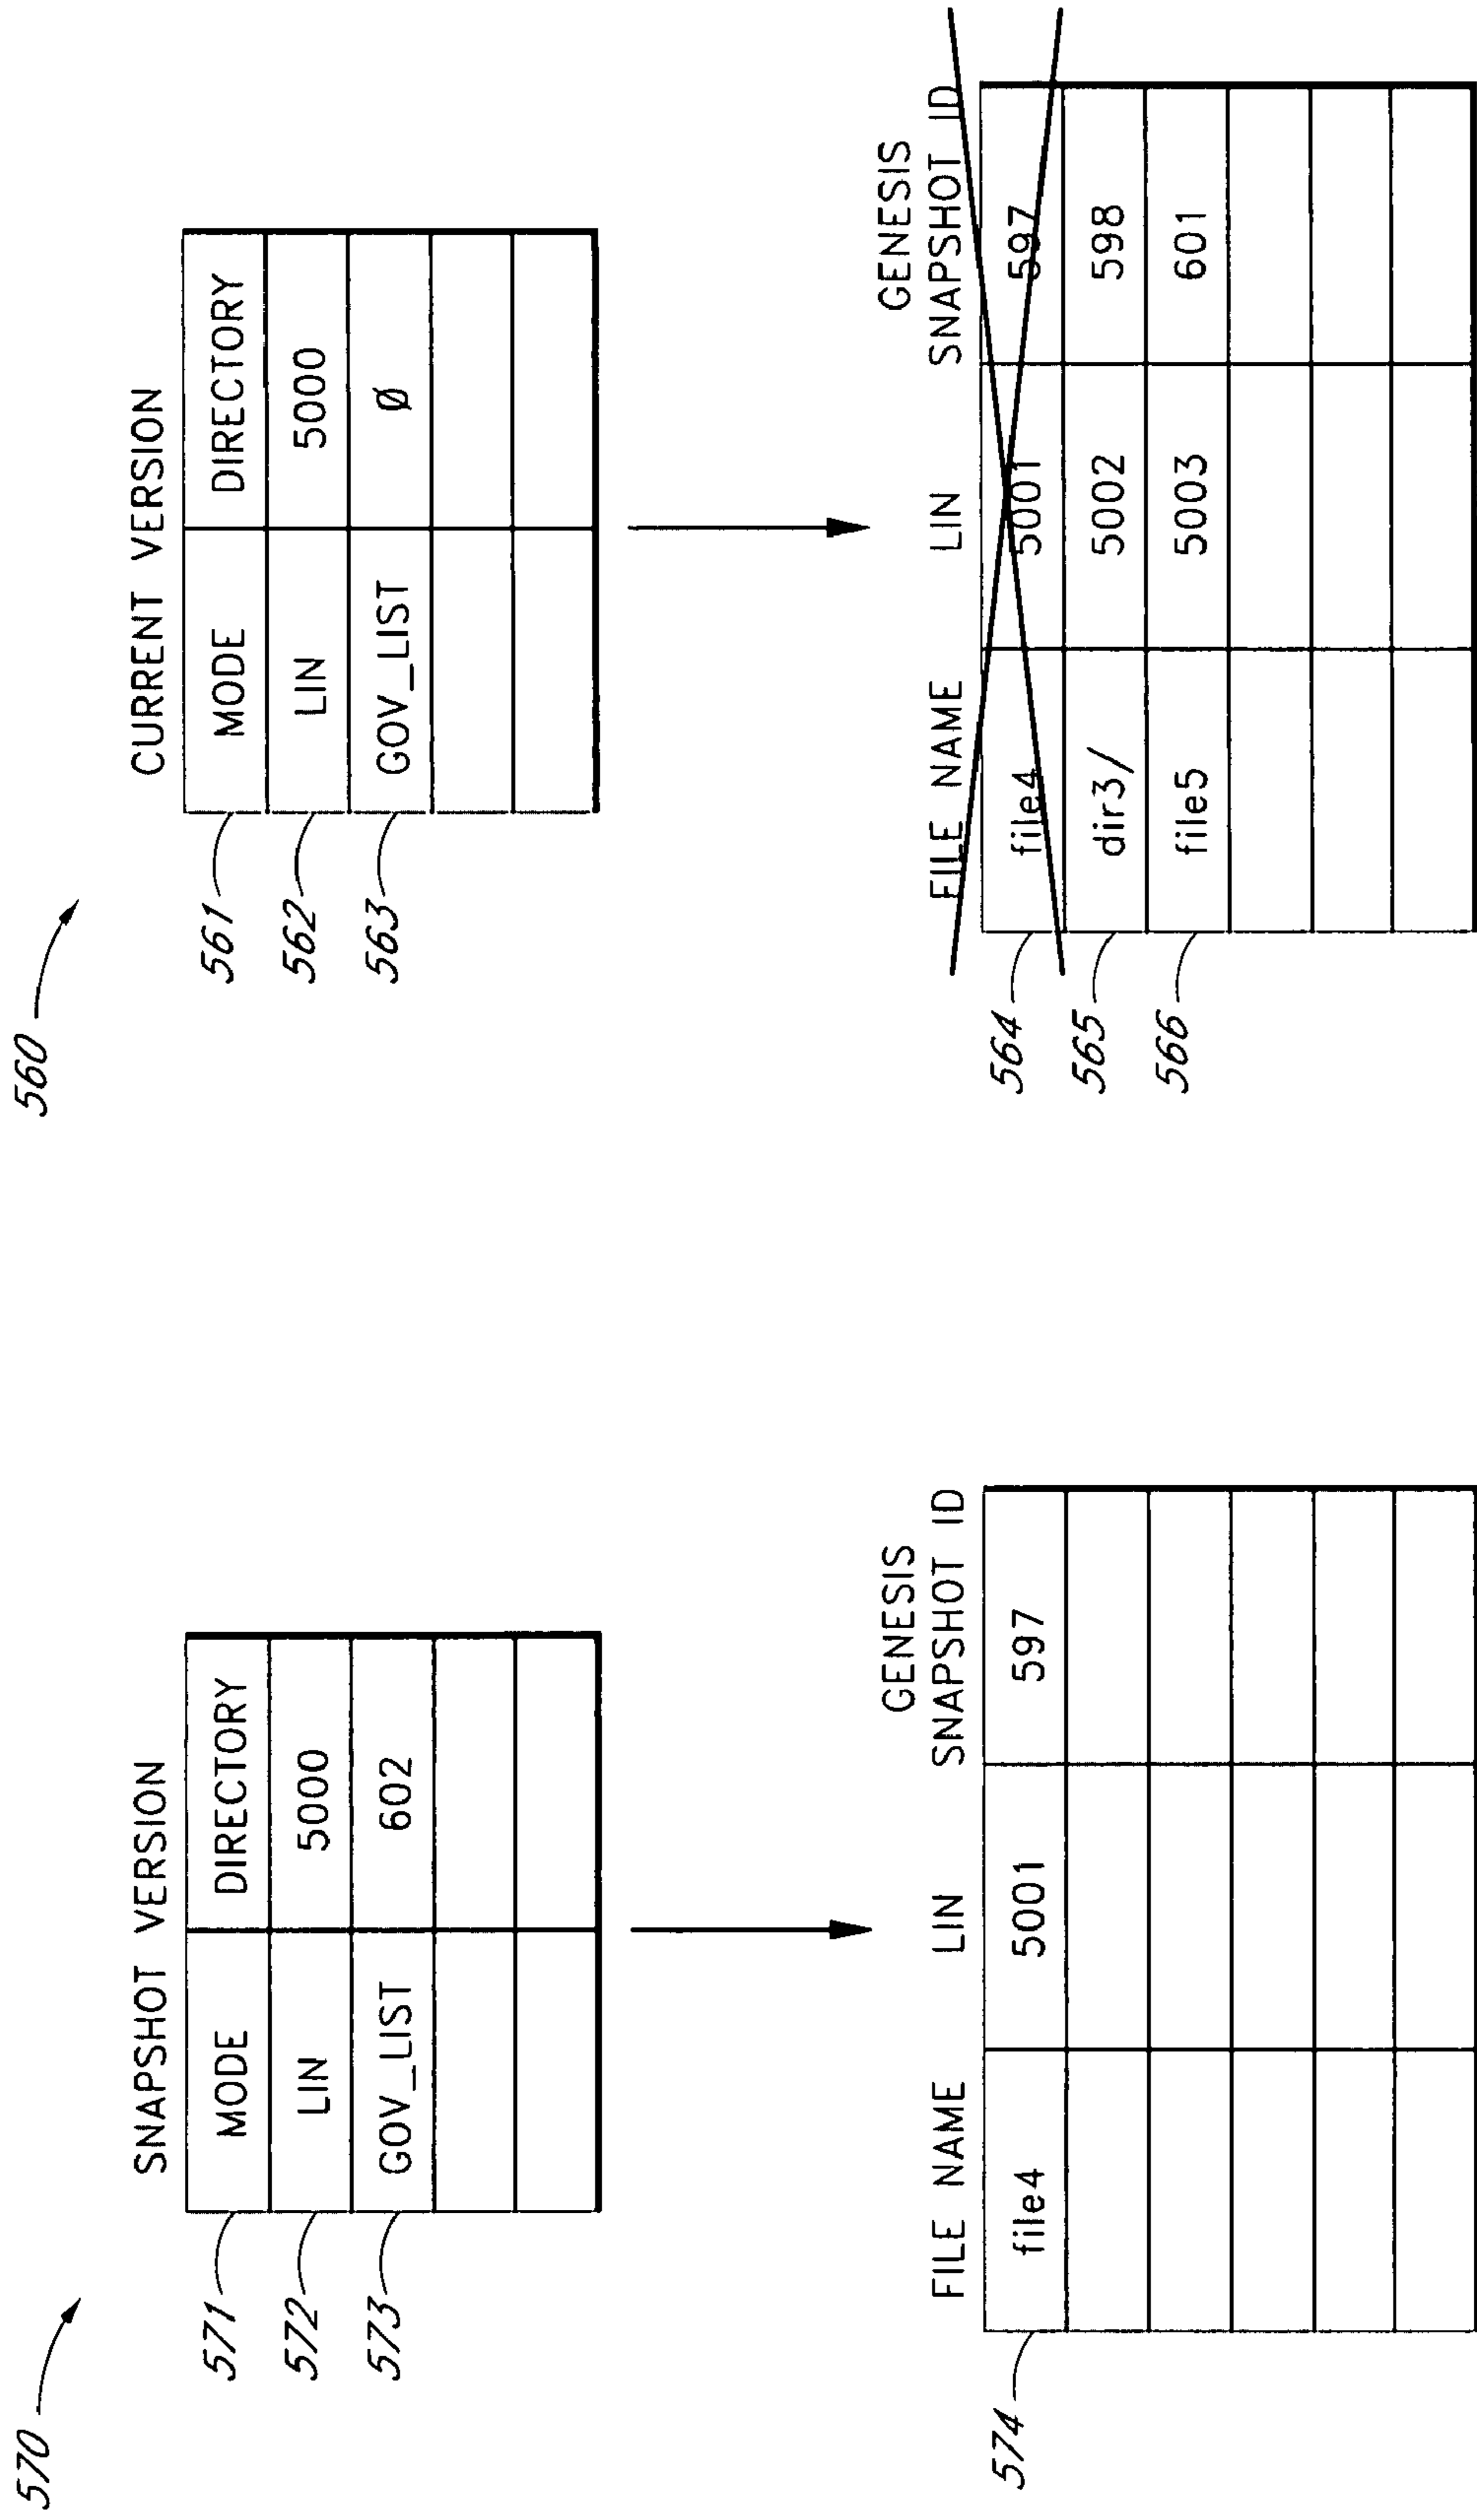 570
SNAPSHOT VERSION
571 MODE DIRECTORY
572 LIN 5000
573 GOV_LIST 602
FILE NAME LIN GENESIS SNAPSHOT ID
574 file4 5001 597
560
CURRENT VERSION
561 MODE DIRECTORY
562 LIN 5000
563 GOV_LIST Ø
FILE NAME LIN GENESIS SNAPSHOT ID
564 file4 5001 597
565 dir3/ 5002 598
566 file5 5003 601